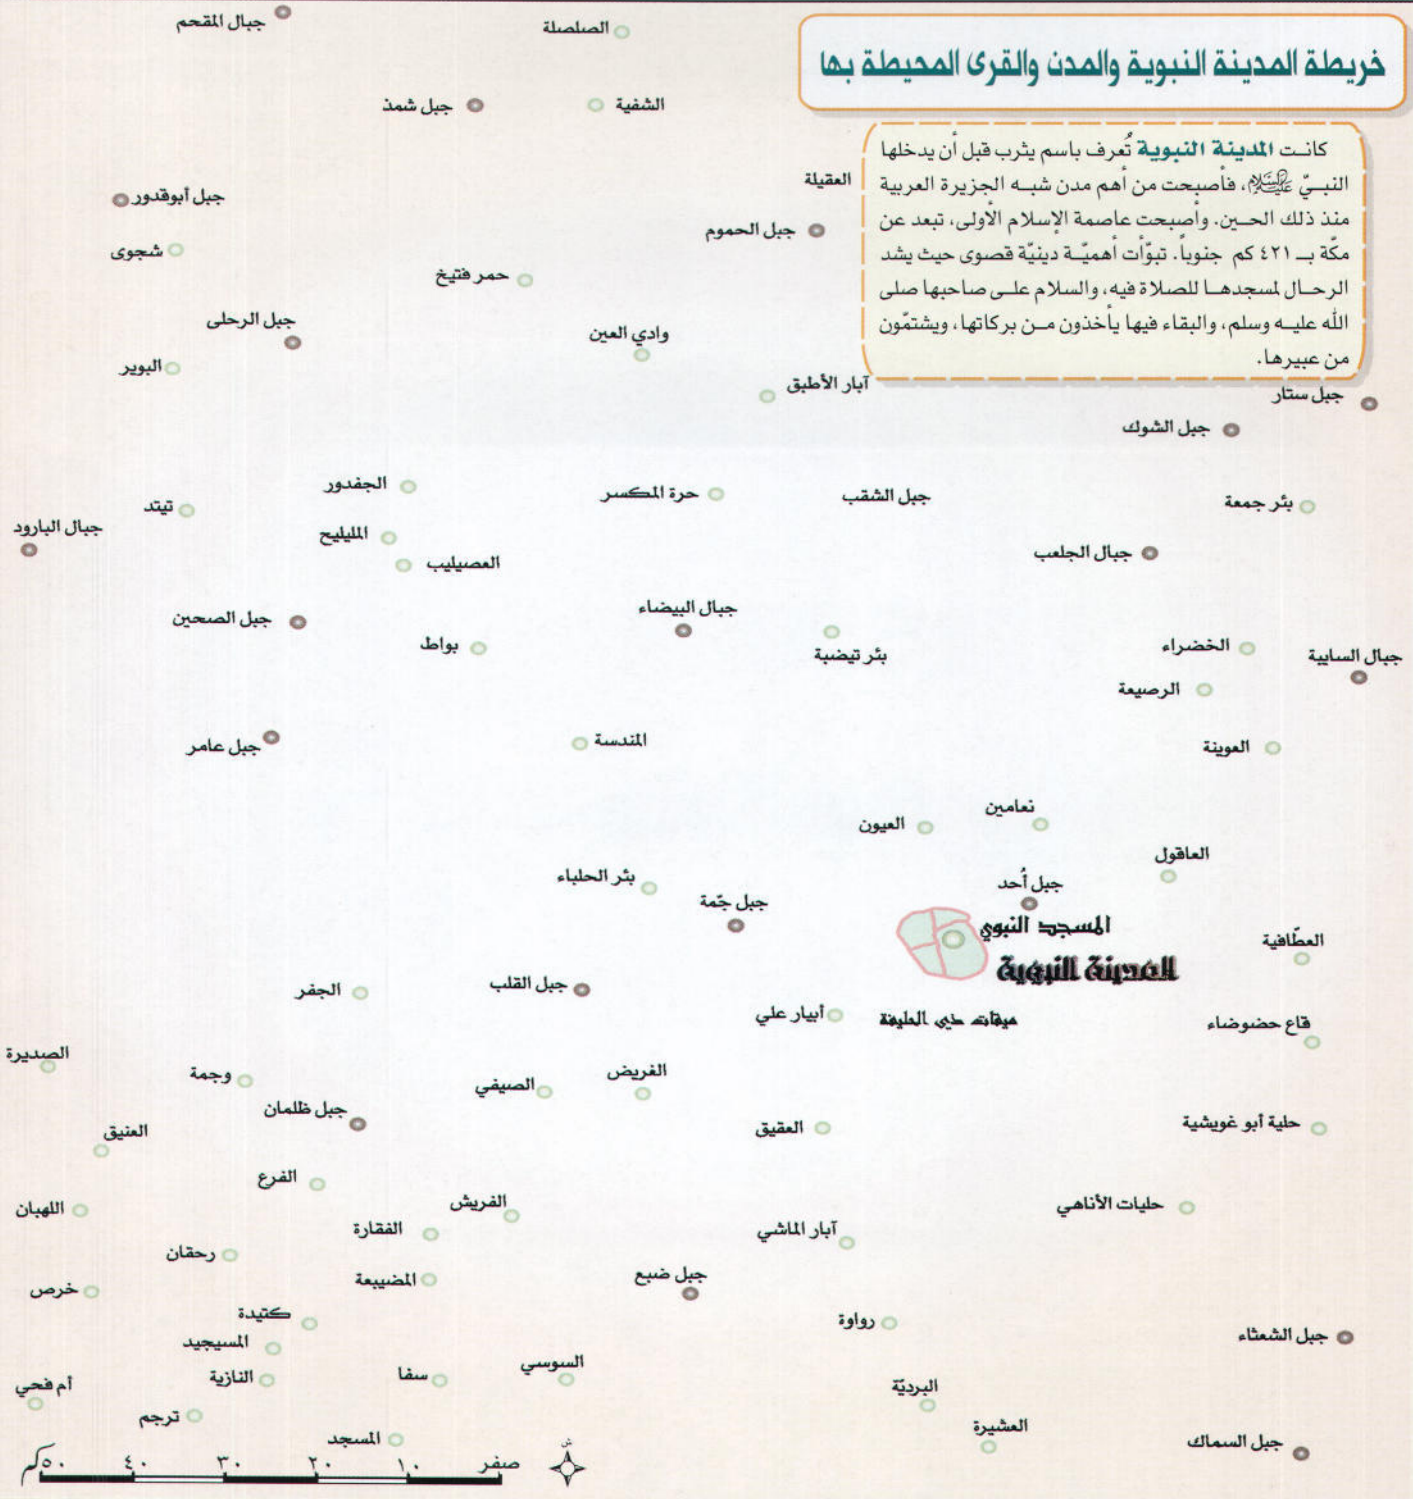 خريطة المدينة النبوية والمدن والقرى المحيطة بها
كانت المدينة النبوية تُعرف باسم يثرب قبل أن يدخلها
النبيّ ﷺ، فأصبحت من أهم مدن شبه الجزيرة العربية
منذ ذلك الحين. وأصبحت عاصمة الإسلام الأولى، تبعد عن
مكّة بـ ٤٢١ كم جنوباً. تبوّأت أهميّة دينيّة قصوى حيث يشد
الرحال لمسجدها للصلاة فيه، والسلام على صاحبها صلى
الله عليه وسلم، والبقاء فيها يأخذون من بركاتها، ويشتمّون
من عبيرها.
الصلصلة
جبال المقحم
الشفية
جبل شمذ
العقيلة
جبل أبوقدور
جبل الحموم
شجوى
حمر فتيخ
جبل الرحلى
وادي العين
البوير
آبار الأطبق
جبل ستار
جبل الشوك
الجفدور
حرة المكسر
جبل الشقب
بئر جمعة
تيتد
جبال البارود
المليليح
جبال الجلعب
العصيليب
جبال البيضاء
جبل الصحين
بواط
بئر تيضبة
الخضراء
جبال السابية
الرصيعة
المندسة
جبل عامر
العوينة
نعامين
العيون
العاقول
بئر الحلباء
جبل أُحد
جبل جّمة
المسجد النبوي
العطّافية
المدينة النبوية
جبل القلب
الجفر
أبيار علي
ميقات ذي الحليفة
قاع حضوضاء
الصديرة
وجمة
الصيفي
الغريض
جبل ظلمان
العقيق
حلية أبو غويشية
العنيق
الفرع
اللهبان
الفريش
حليات الأناهي
الفقارة
آبار الماشي
رحقان
المضيبعة
جبل ضبع
خرص
كتيدة
رواوة
جبل الشعثاء
المسيجيد
النازية
سفا
السوسي
أم فحي
البرديّة
ترجم
العشيرة
المسجد
جبل السماك
ش
صفر ١٠ ٢٠ ٣٠ ٤٠ ٥٠ كم